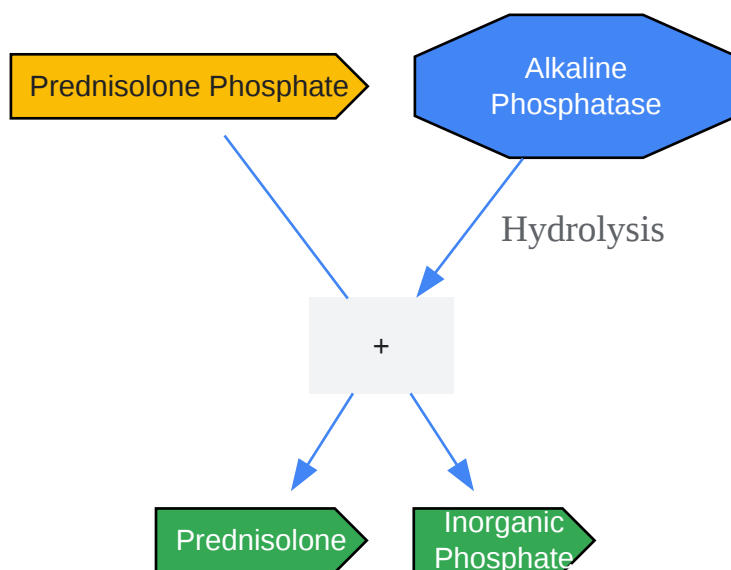 Prednisolone Phosphate
Alkaline
Phosphatase
Hydrolysis
+
Prednisolone
Inorganic
Phosphate